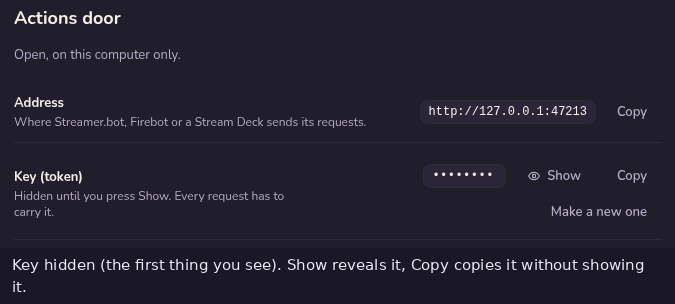 Actions door
Open, on this computer only.
Address
Where Streamer.bot, Firebot or a Stream Deck sends its requests.
http://127.0.0.1:47213
Copy
Key (token)
Hidden until you press Show. Every request has to
carry it.
••••••••
Show
Copy
Make a new one
Key hidden (the first thing you see). Show reveals it, Copy copies it without showing
it.